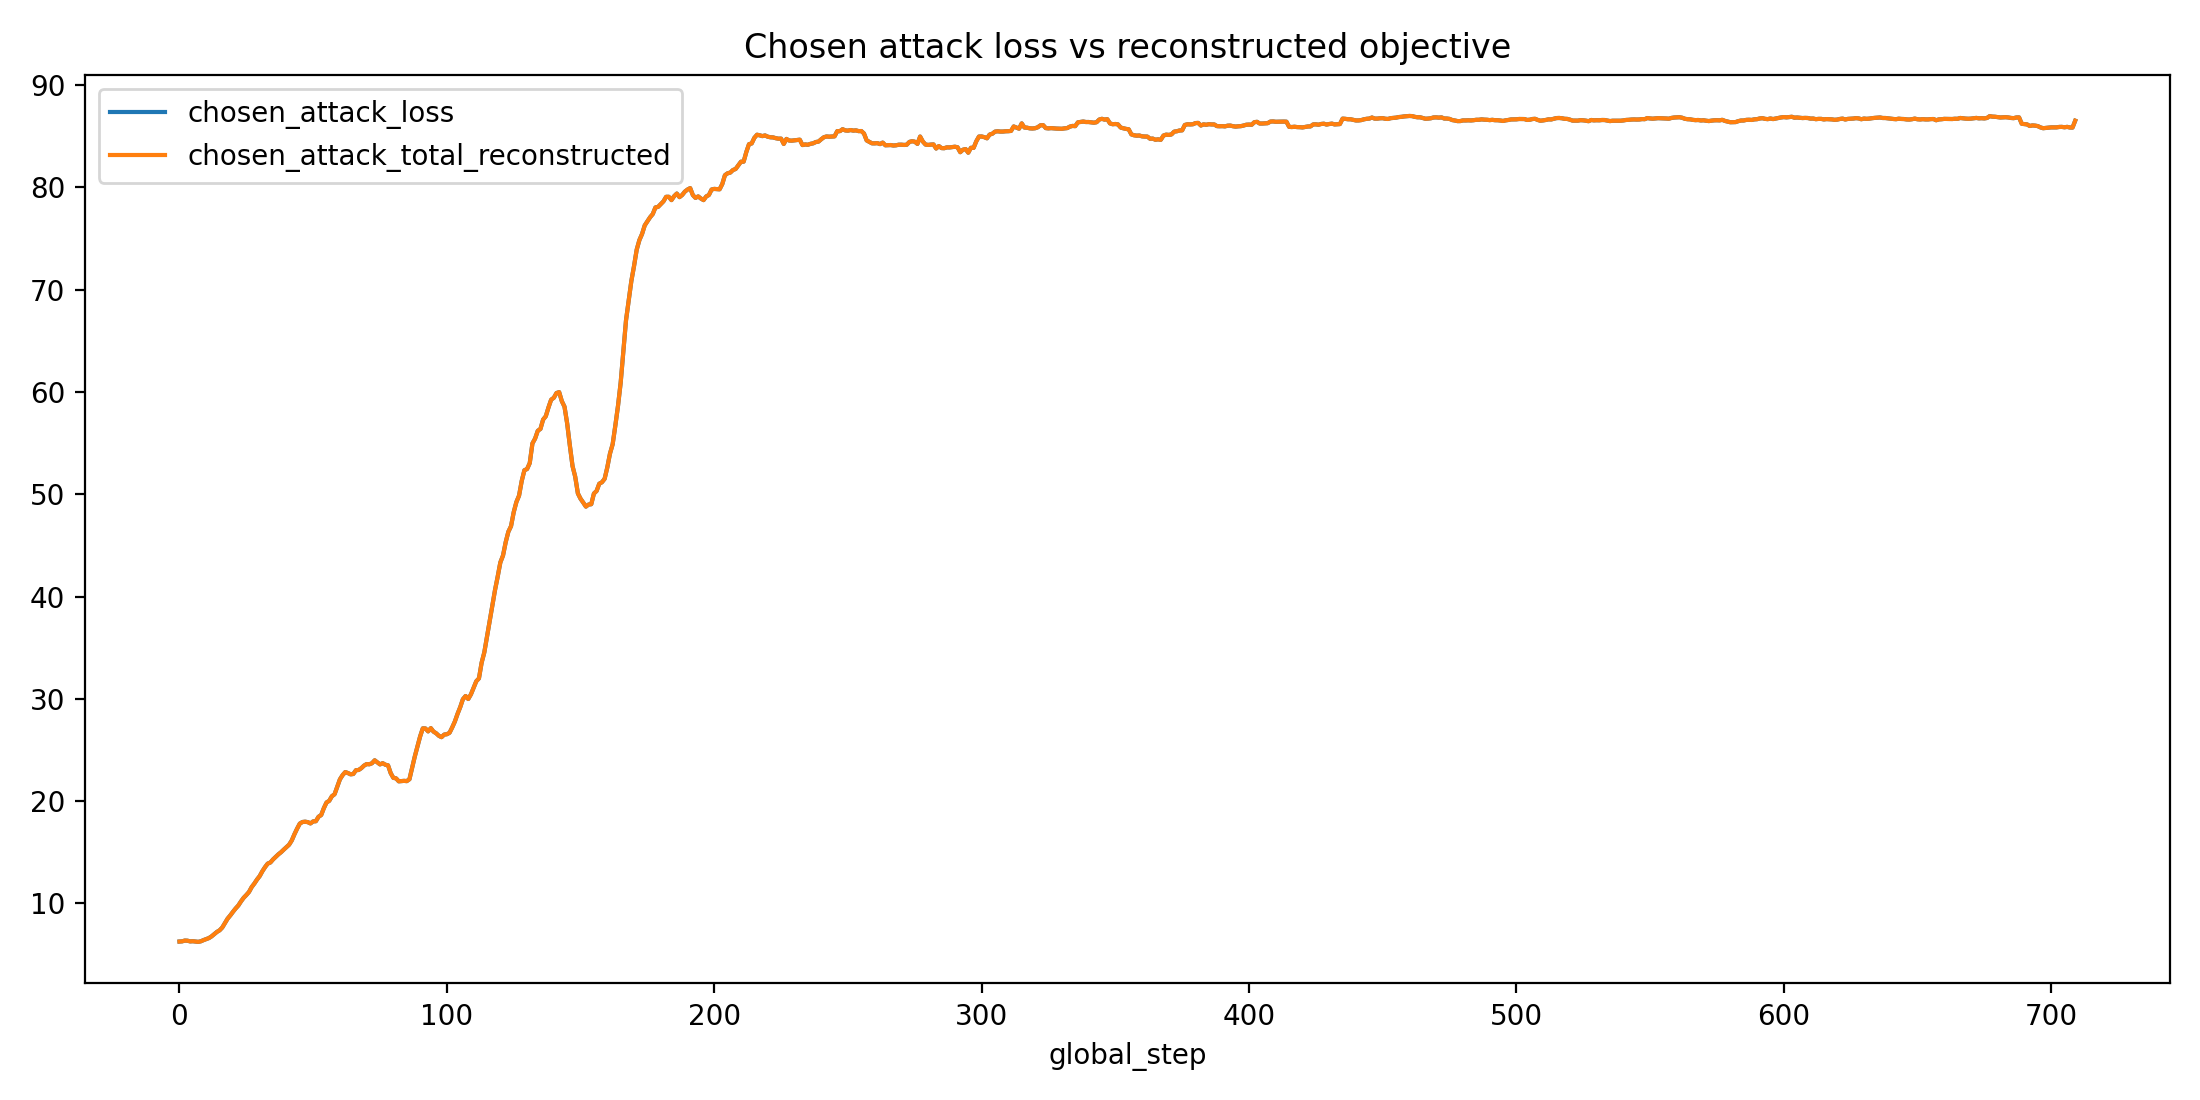 Chosen attack loss vs reconstructed objective
chosen_attack_loss
chosen_attack_total_reconstructed
90
80
70
60
50
40
30
20
10
0 100 200 300 400 500 600 700
global_step